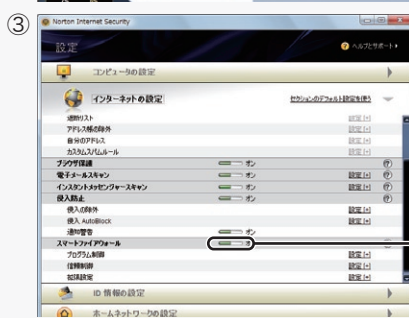 ③
Norton Internet Security
設定
ヘルプとサポート
コンピュータの設定
インターネットの設定
セクションのデフォルト設定を使う
遮断リスト
設定 [+]
アドレス帳の除外
設定 [+]
自分のアドレス
設定 [+]
カスタムスパムルール
設定 [+]
ブラウザ保護
オン
電子メールスキャン
オン
設定 [+]
インスタントメッセンジャースキャン
オン
設定 [+]
侵入防止
オン
侵入の除外
設定 [+]
侵入 AutoBlock
設定 [+]
通知警告
オン
スマートファイアウォール
プログラム制御
設定 [+]
信頼制御
設定 [+]
拡張設定
設定 [+]
ID 情報の設定
ホームネットワークの設定